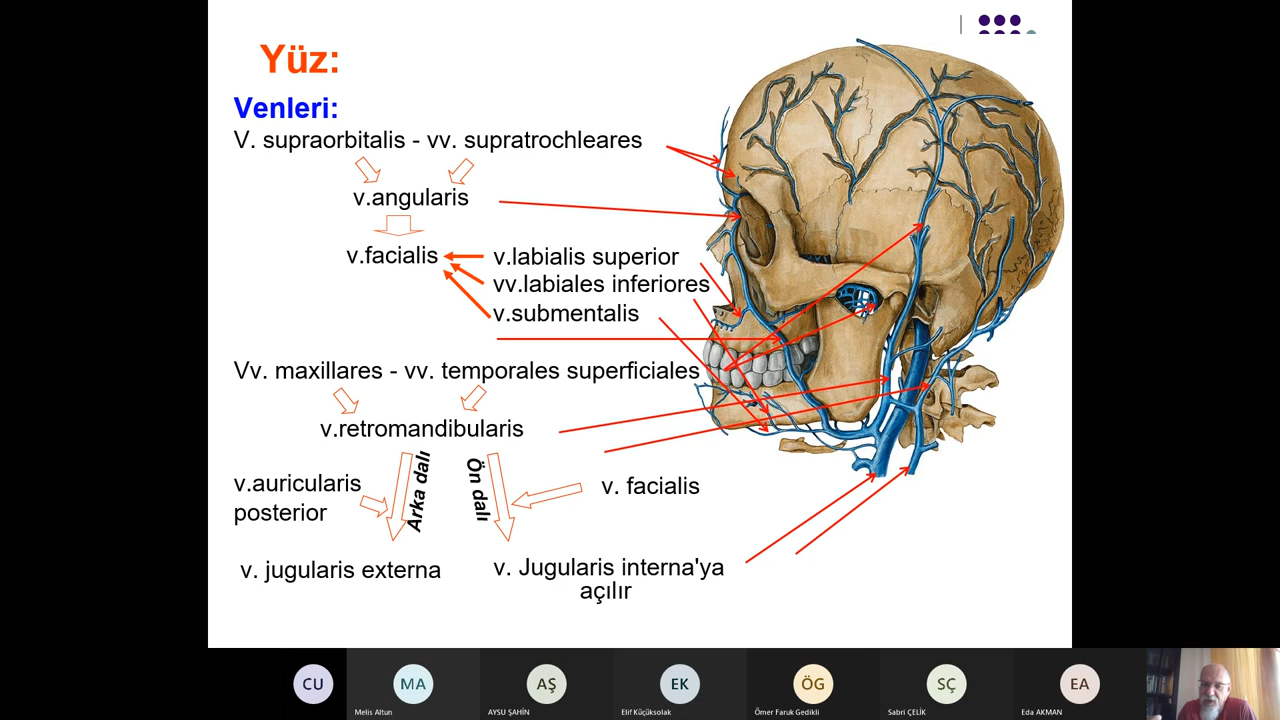 Yüz:
Venleri:
V. supraorbitalis - vv. supratrochleares
v.angularis
v.facialis
v.labialis superior
vv.labiales inferiores
v.submentalis
Vv. maxillares - vv. temporales superficiales
v.retromandibularis
Arka dalı
Ön dalı
v.auricularis
posterior
v. facialis
v. jugularis externa
v. Jugularis interna'ya
açılır
CU
MA
AŞ
EK
ÖG
SÇ
EA
Melis Altun
AYSU ŞAHİN
Elif Küçüksolak
Ömer Faruk Gedikli
Sabri ÇELİK
Eda AKMAN